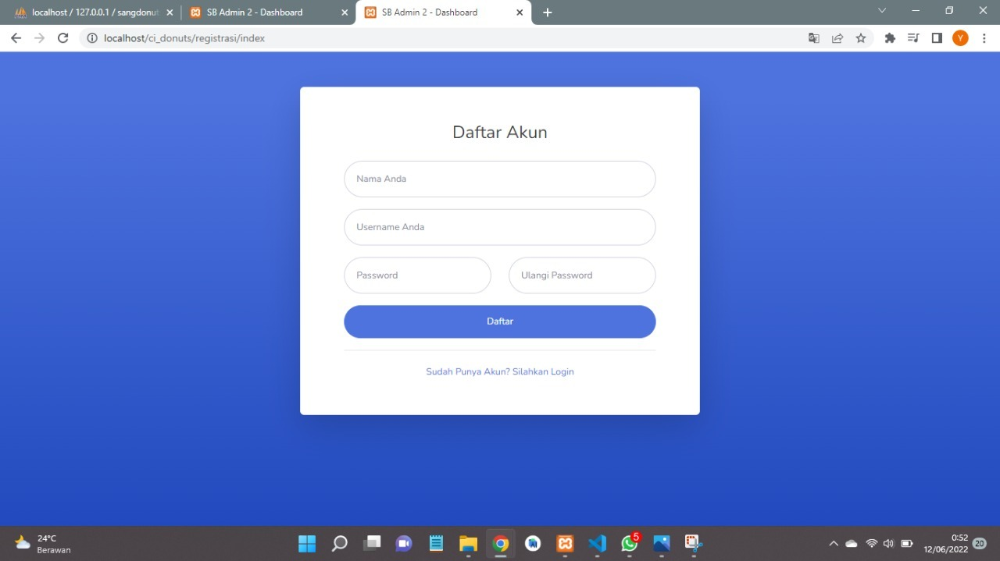 localhost / 127.0.0.1 / sangdonut
SB Admin 2 - Dashboard
SB Admin 2 - Dashboard
localhost/ci_donuts/registrasi/index
Y
Daftar Akun
Nama Anda
Username Anda
Password
Ulangi Password
Daftar
Sudah Punya Akun? Silahkan Login
24°C
Berawan
5
0:52
12/06/2022
20